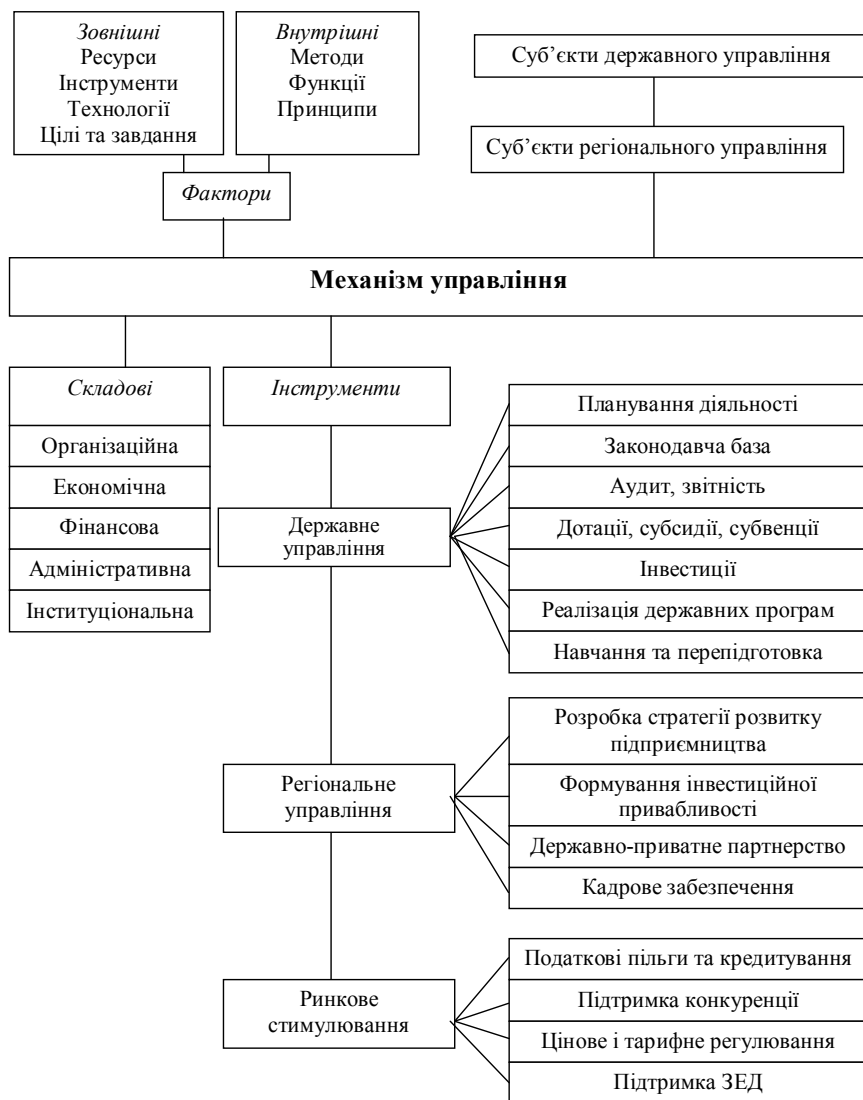 Зовнішні
Ресурси
Інструменти
Технології
Цілі та завдання
Внутрішні
Методи
Функції
Принципи
Фактори
Суб’єкти державного управління
Суб’єкти регіонального управління
Механізм управління
Складові
Організаційна
Економічна
Фінансова
Адміністративна
Інституціональна
Інструменти
Державне
управління
Планування діяльності
Законодавча база
Аудит, звітність
Дотації, субсидії, субвенції
Інвестиції
Реалізація державних програм
Навчання та перепідготовка
Регіональне
управління
Розробка стратегії розвитку
підприємництва
Формування інвестиційної
привабливості
Державно-приватне партнерство
Кадрове забезпечення
Ринкове
стимулювання
Податкові пільги та кредитування
Підтримка конкуренції
Цінове і тарифне регулювання
Підтримка ЗЕД